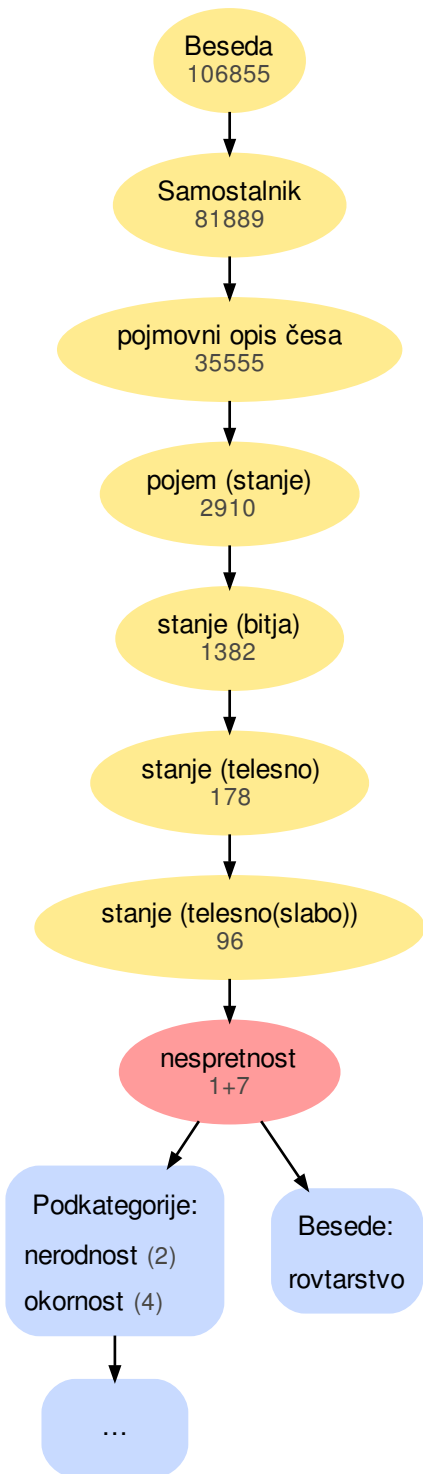 Beseda
106855
Samostalnik
81889
pojmovni opis česa
35555
pojem (stanje)
2910
stanje (bitja)
1382
stanje (telesno)
178
stanje (telesno(slabo))
96
nespretnost
1+7
Podkategorije:
nerodnost (2)
okornost (4)
Besede:
rovtarstvo
...